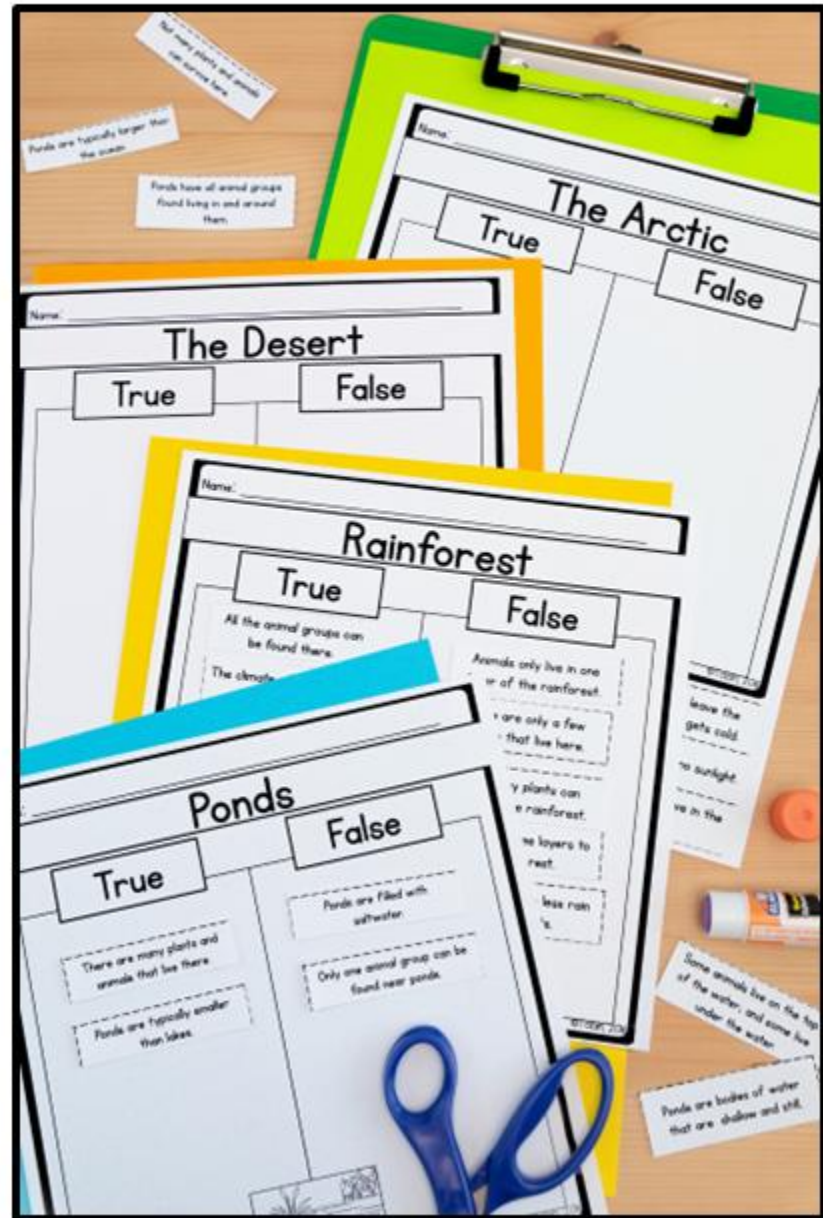 Not many plants and animals
can survive here.
Ponds are typically larger than
the ocean.
Ponds have all animal groups
found living in and around
them.
Name:
The Arctic
True
False
leave the
gets cold.
no sunlight.
ve in the
Name:
The Desert
True
False
Name:
Rainforest
True
False
All the animal groups can
be found there.
The climate
Animals only live in one
of the rainforest.
are only a few
that live here.
plants can
rainforest.
layers to
rest.
less rain
Ponds
True
False
There are many plants and
animals that live there.
Ponds are typically smaller
than lakes.
Ponds are filled with
saltwater.
Only one animal group can be
found near ponds.
Some animals live on the top
of the water, and some live
under the water.
Ponds are bodies of water
that are shallow and still.